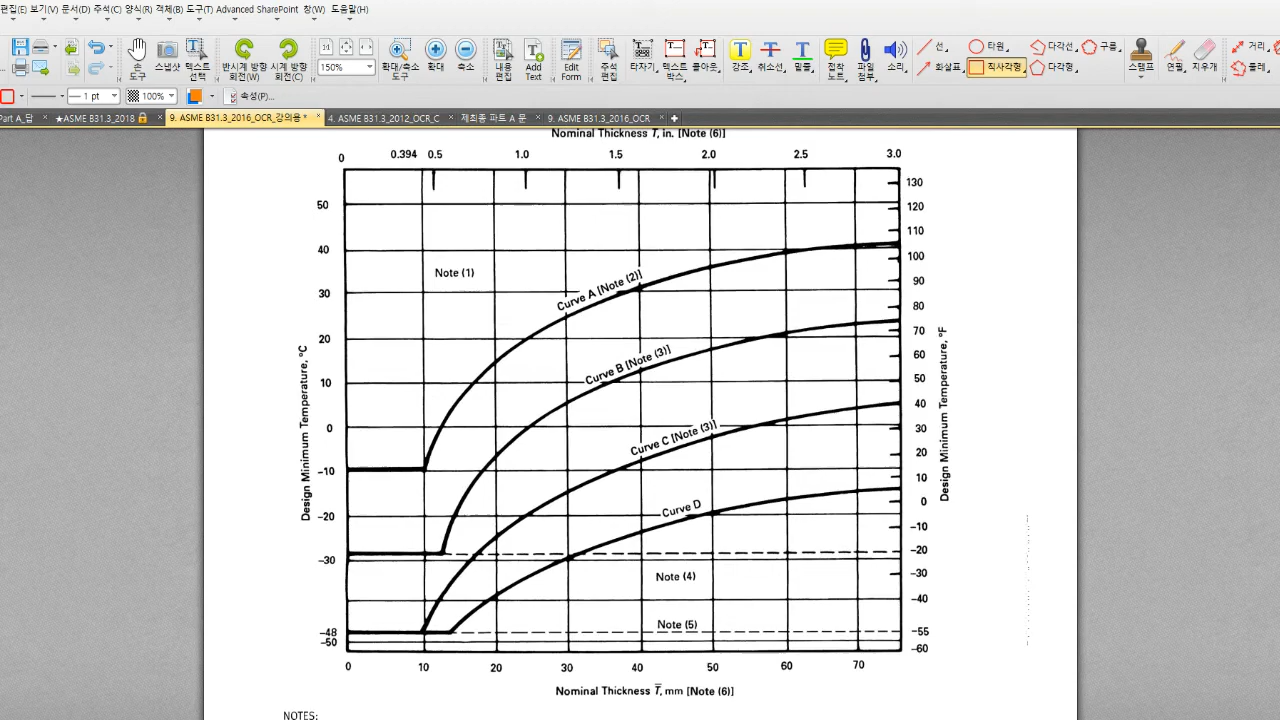 편집(E) 보기(V) 문서(D) 주석(C) 양식(R) 객체(B) 도구(T) Advanced SharePoint 창(W) 도움말(H)
손 도구 스냅샷 텍스트 선택 시계 방향 회전(W) 시계 방향 회전(C) 150% 확대/축소 도구 확대 축소 내용 편집 Add Text Edit Form 주석 편집 타자기 텍스트 박스 강조 취소선 밑줄 파일 첨부 소리 선 화살표 타원 직사각형 다각선 다각형 구름 스탬프 연필 지우개 거리 둘레
1 pt 100% 속성(P)...
Part A_답 ★ASME B31.3_2018 9. ASME B31.3_2016_OCR_강의용 * 4. ASME B31.3_2012_OCR_C 제최종 파트 A 문 9. ASME B31.3_2016_OCR
Nominal Thickness T, in. [Note (6)]
0 0.394 0.5 1.0 1.5 2.0 2.5 3.0
Design Minimum Temperature, °C
50
40
30
20
10
0
–10
–20
–30
–48
–50
Note (1)
Curve A [Note (2)]
Curve B [Note (3)]
Curve C [Note (3)]
Curve D
Note (4)
Note (5)
130
120
110
100
90
80
70
60
50
40
30
20
10
0
–10
–20
–30
–40
–55
–60
Design Minimum Temperature, °F
0 10 20 30 40 50 60 70
Nominal Thickness T̅, mm [Note (6)]
NOTES: